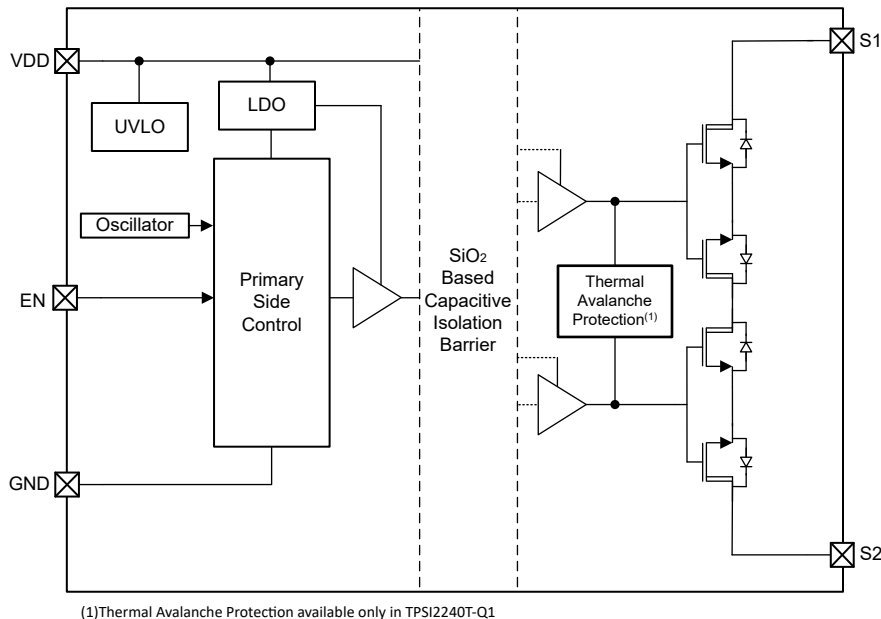 VDD
UVLO
LDO
Oscillator
EN
Primary
Side
Control
GND
SiO2
Based
Capacitive
Isolation
Barrier
Thermal
Avalanche
Protection(1)
S1
S2
(1)Thermal Avalanche Protection available only in TPSI2240T-Q1